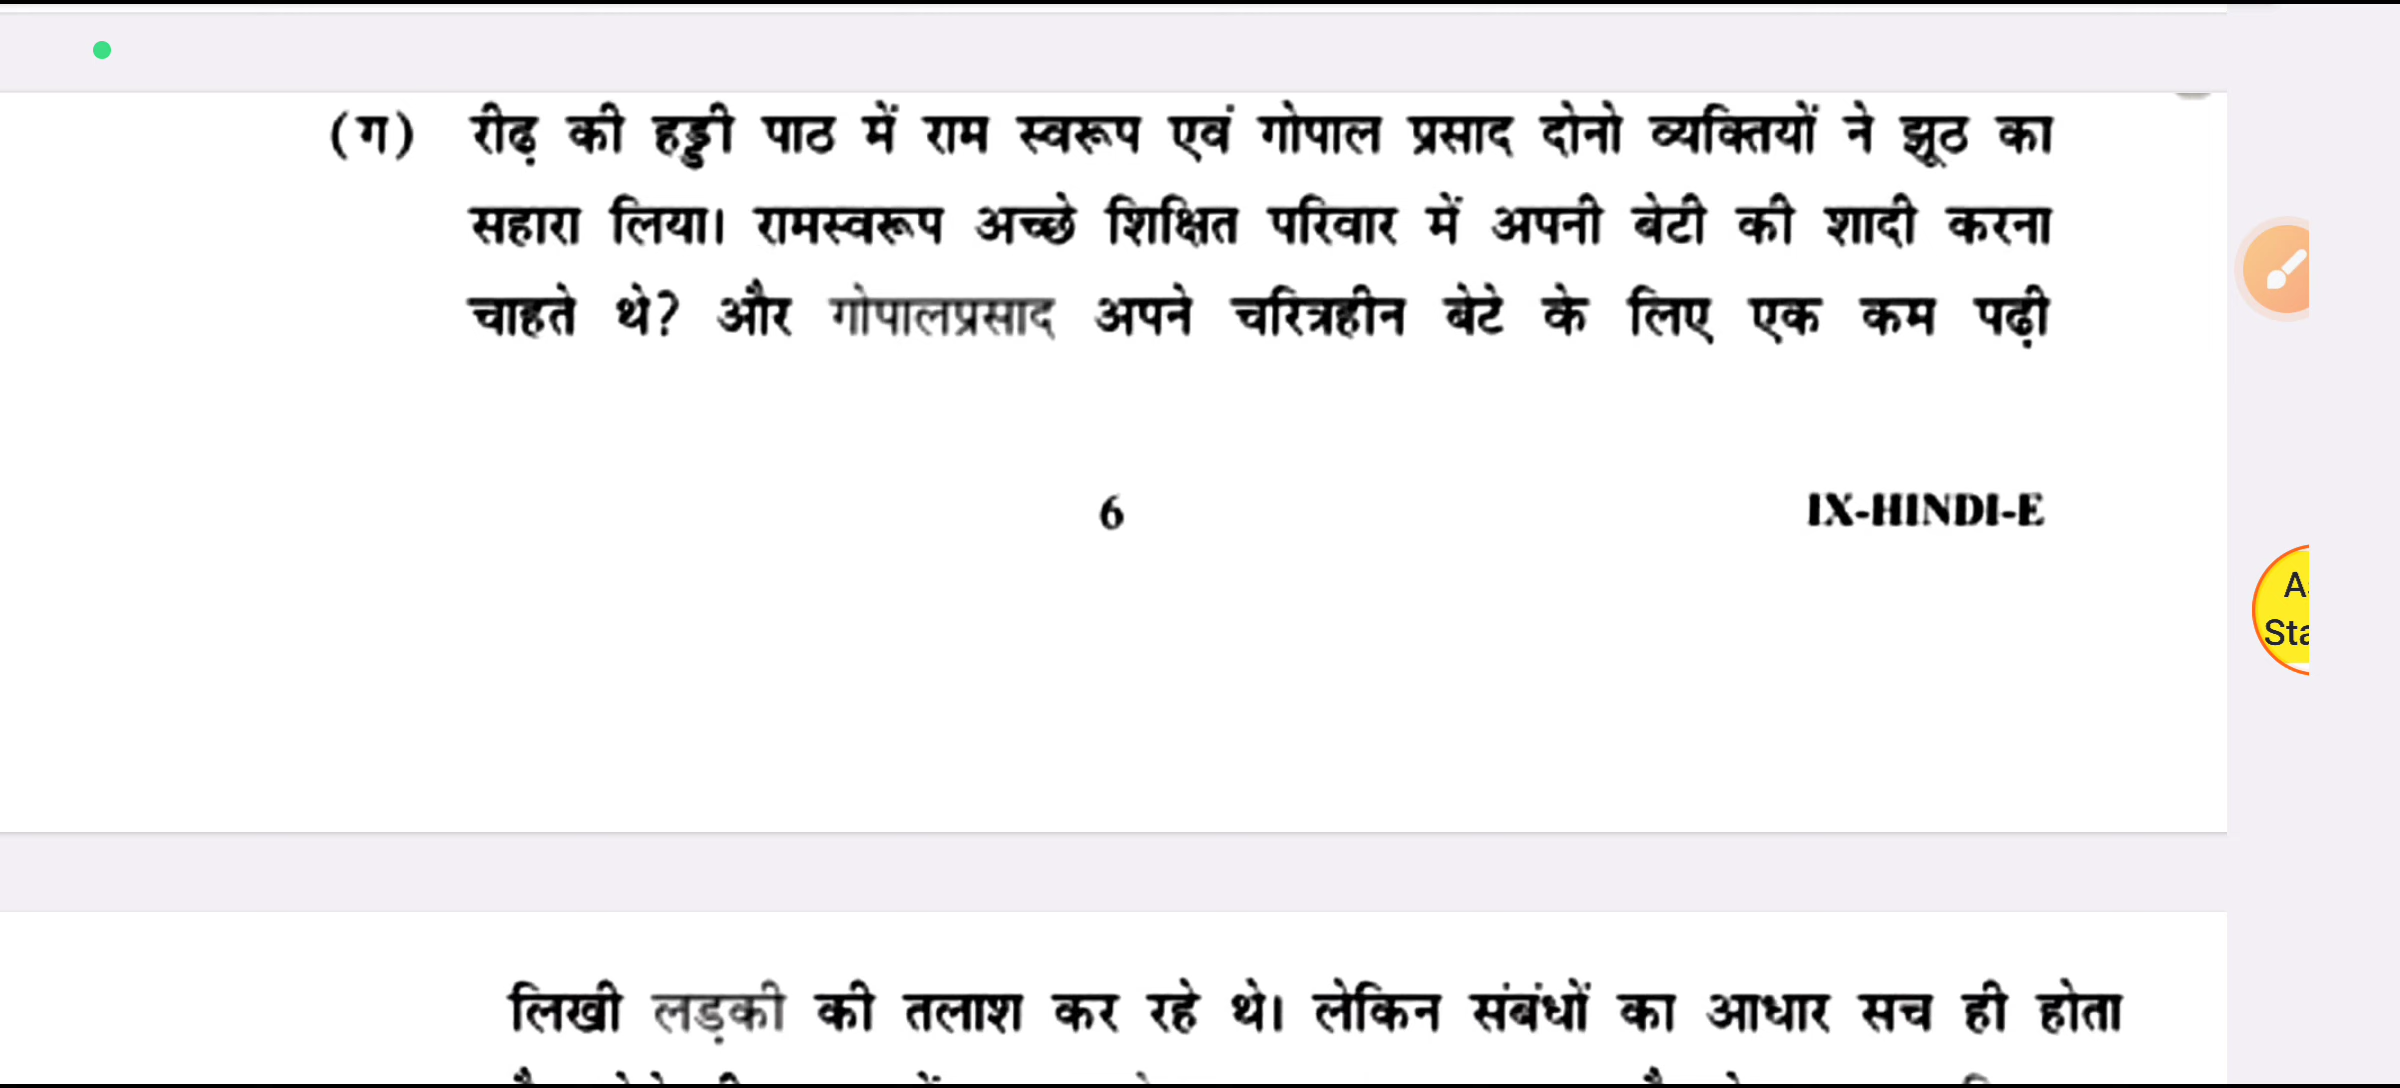 (ग) रीढ़ की हड्डी पाठ में राम स्वरूप एवं गोपाल प्रसाद दोनो व्यक्तियों ने झूठ का
सहारा लिया। रामस्वरूप अच्छे शिक्षित परिवार में अपनी बेटी की शादी करना
चाहते थे? और गोपालप्रसाद अपने चरित्रहीन बेटे के लिए एक कम पढ़ी
6 IX-HINDI-E
लिखी लड़की की तलाश कर रहे थे। लेकिन संबंधों का आधार सच ही होता